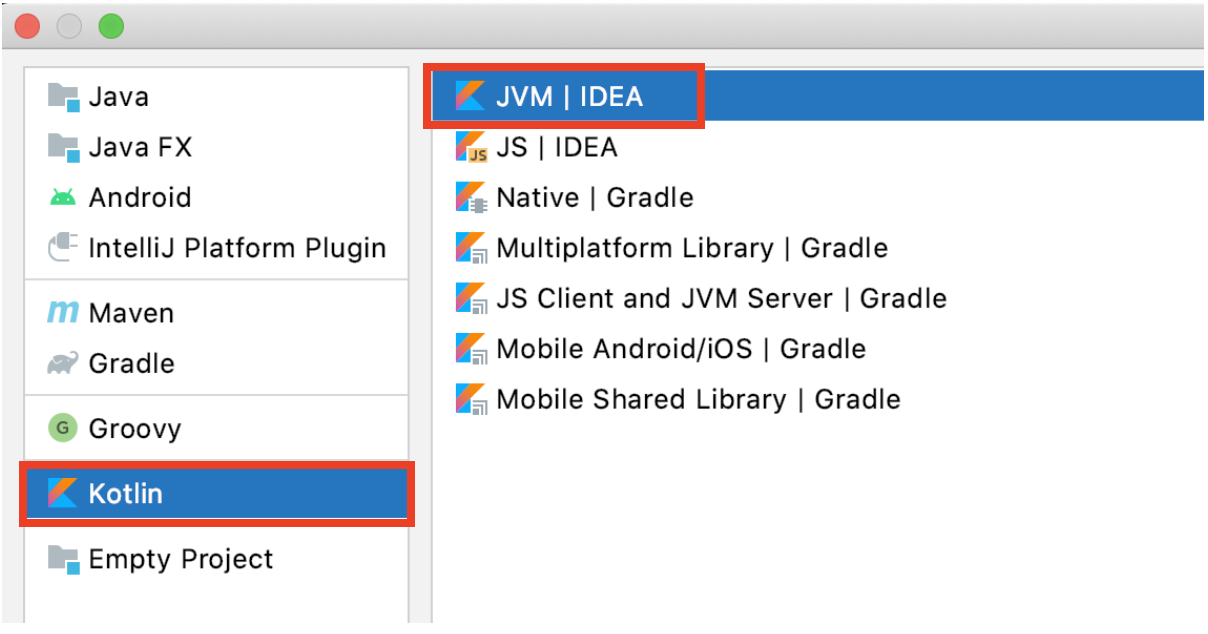 Java
Java FX
Android
IntelliJ Platform Plugin
m Maven
Gradle
G Groovy
Kotlin
Empty Project
JVM | IDEA
JS JS | IDEA
Native | Gradle
Multiplatform Library | Gradle
JS Client and JVM Server | Gradle
Mobile Android/iOS | Gradle
Mobile Shared Library | Gradle